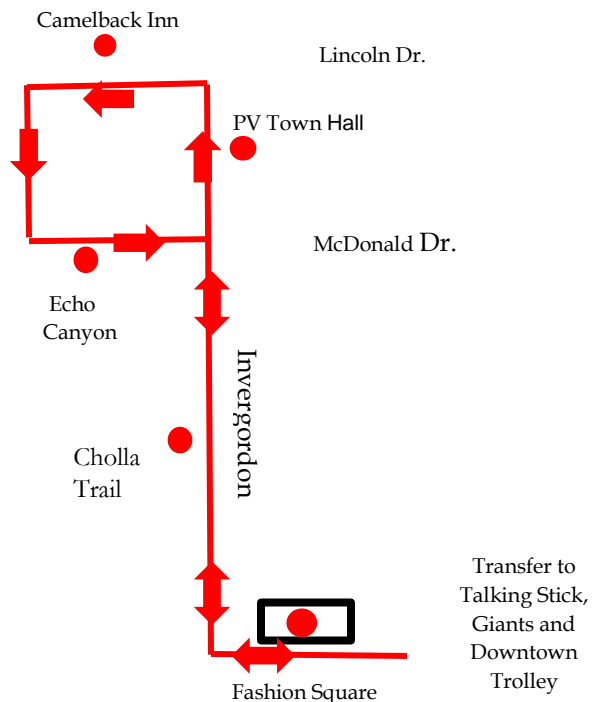 Camelback Inn
Lincoln Dr.
PV Town Hall
McDonald Dr.
Echo
Canyon
Invergordon
Cholla
Trail
Transfer to
Talking Stick,
Giants and
Downtown
Trolley
Fashion Square